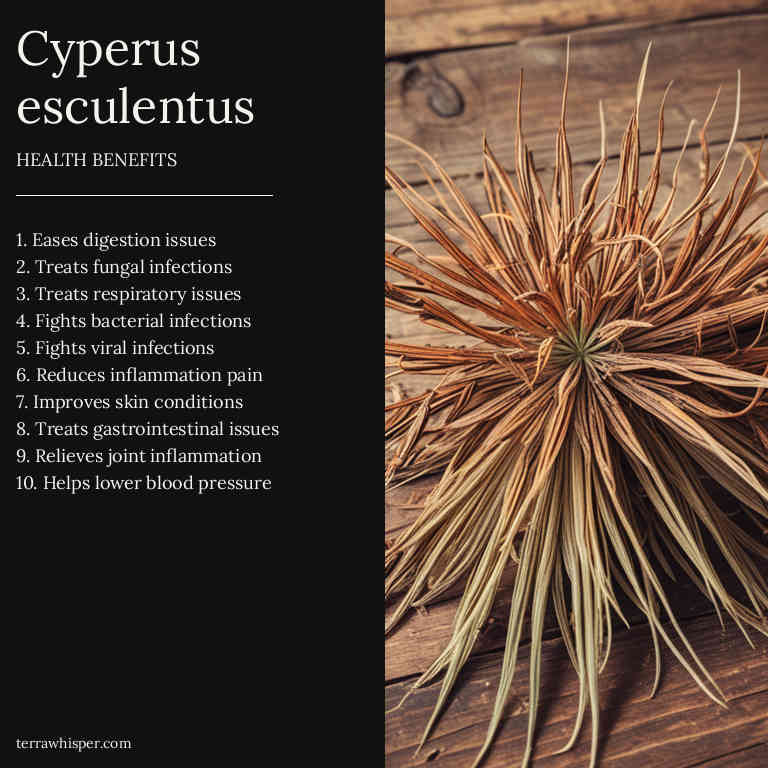 Cyperus
esculentus
HEALTH BENEFITS
1. Eases digestion issues
2. Treats fungal infections
3. Treats respiratory issues
4. Fights bacterial infections
5. Fights viral infections
6. Reduces inflammation pain
7. Improves skin conditions
8. Treats gastrointestinal issues
9. Relieves joint inflammation
10. Helps lower blood pressure
terrawhisper.com